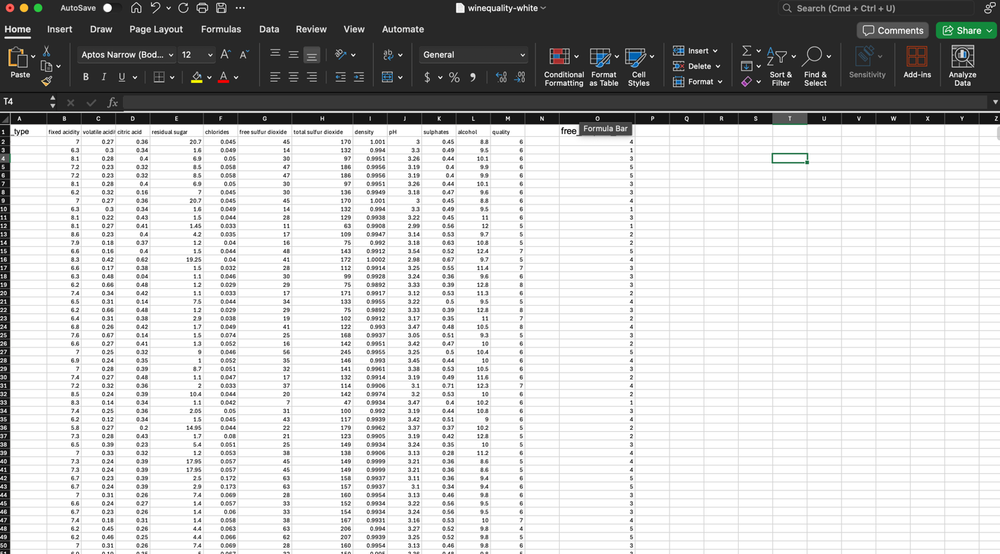 AutoSave
winequality-white
Search (Cmd + Ctrl + U)
Home Insert Draw Page Layout Formulas Data Review View Automate Comments Share
Paste Aptos Narrow (Bod... 12 General Conditional Formatting Format as Table Cell Styles Insert Delete Format Sort & Filter Find & Select Sensitivity Add-ins Analyze Data
T4 fx
A B C D E F G H I J K L M N O P Q R S T U V W X Y Z
1 _type fixed acidity volatile acidi citric acid residual sugar chlorides free sulfur dioxide total sulfur dioxide density pH sulphates alcohol quality free_ Formula Bar
2 7 0.27 0.36 20.7 0.045 45 170 1.001 3 0.45 8.8 6 4
3 6.3 0.3 0.34 1.6 0.049 14 132 0.994 3.3 0.49 9.5 6 1
4 8.1 0.28 0.4 6.9 0.05 30 97 0.9951 3.26 0.44 10.1 6 3
5 7.2 0.23 0.32 8.5 0.058 47 186 0.9956 3.19 0.4 9.9 6 5
6 7.2 0.23 0.32 8.5 0.058 47 186 0.9956 3.19 0.4 9.9 6 5
7 8.1 0.28 0.4 6.9 0.05 30 97 0.9951 3.26 0.44 10.1 6 3
8 6.2 0.32 0.16 7 0.045 30 136 0.9949 3.18 0.47 9.6 6 3
9 7 0.27 0.36 20.7 0.045 45 170 1.001 3 0.45 8.8 6 4
10 6.3 0.3 0.34 1.6 0.049 14 132 0.994 3.3 0.49 9.5 6 1
11 8.1 0.22 0.43 1.5 0.044 28 129 0.9938 3.22 0.45 11 6 3
12 8.1 0.27 0.41 1.45 0.033 11 63 0.9908 2.99 0.56 12 5 1
13 8.6 0.23 0.4 4.2 0.035 17 109 0.9947 3.14 0.53 9.7 5 2
14 7.9 0.18 0.37 1.2 0.04 16 75 0.992 3.18 0.63 10.8 5 2
15 6.6 0.16 0.4 1.5 0.044 48 143 0.9912 3.54 0.52 12.4 7 5
16 8.3 0.42 0.62 19.25 0.04 41 172 1.0002 2.98 0.67 9.7 5 4
17 6.6 0.17 0.38 1.5 0.032 28 112 0.9914 3.25 0.55 11.4 7 3
18 6.3 0.48 0.04 1.1 0.046 30 99 0.9928 3.24 0.36 9.6 6 3
19 6.2 0.66 0.48 1.2 0.029 29 75 0.9892 3.33 0.39 12.8 8 3
20 7.4 0.34 0.42 1.1 0.033 17 171 0.9917 3.12 0.53 11.3 6 2
21 6.5 0.31 0.14 7.5 0.044 34 133 0.9955 3.22 0.5 9.5 5 4
22 6.2 0.66 0.48 1.2 0.029 29 75 0.9892 3.33 0.39 12.8 8 3
23 6.4 0.31 0.38 2.9 0.038 19 102 0.9912 3.17 0.35 11 7 2
24 6.8 0.26 0.42 1.7 0.049 41 122 0.993 3.47 0.48 10.5 8 4
25 7.6 0.67 0.14 1.5 0.074 25 168 0.9937 3.05 0.51 9.3 5 3
26 6.6 0.27 0.41 1.3 0.052 16 142 0.9951 3.42 0.47 10 6 2
27 7 0.25 0.32 9 0.046 56 245 0.9955 3.25 0.5 10.4 6 5
28 6.9 0.24 0.35 1 0.052 35 146 0.993 3.45 0.44 10 6 4
29 7 0.28 0.39 8.7 0.051 32 141 0.9961 3.38 0.53 10.5 6 3
30 7.4 0.27 0.48 1.1 0.047 17 132 0.9914 3.19 0.49 11.6 6 2
31 7.2 0.32 0.36 2 0.033 37 114 0.9906 3.1 0.71 12.3 7 4
32 8.5 0.24 0.39 10.4 0.044 20 142 0.9974 3.2 0.53 10 6 2
33 8.3 0.14 0.34 1.1 0.042 7 47 0.9934 3.47 0.4 10.2 6 1
34 7.4 0.25 0.36 2.05 0.05 31 100 0.992 3.19 0.44 10.8 6 3
35 6.2 0.12 0.34 1.5 0.045 43 117 0.9939 3.42 0.51 9 6 4
36 5.8 0.27 0.2 14.95 0.044 22 179 0.9962 3.37 0.37 10.2 5 2
37 7.3 0.28 0.43 1.7 0.08 21 123 0.9905 3.19 0.42 12.8 5 2
38 6.5 0.39 0.23 5.4 0.051 25 149 0.9934 3.24 0.35 10 5 3
39 7 0.33 0.32 1.2 0.053 38 138 0.9906 3.13 0.28 11.2 6 4
40 7.3 0.24 0.39 17.95 0.057 45 149 0.9999 3.21 0.36 8.6 5 4
41 7.3 0.24 0.39 17.95 0.057 45 149 0.9999 3.21 0.36 8.6 5 4
42 6.7 0.23 0.39 2.5 0.172 63 158 0.9937 3.11 0.36 9.4 6 5
43 6.7 0.24 0.39 2.9 0.173 63 157 0.9937 3.1 0.34 9.4 6 5
44 7 0.31 0.26 7.4 0.069 28 160 0.9954 3.13 0.46 9.8 6 3
45 6.6 0.24 0.27 1.4 0.057 33 152 0.9934 3.22 0.56 9.5 6 3
46 6.7 0.23 0.26 1.4 0.06 33 154 0.9934 3.24 0.56 9.5 6 3
47 7.4 0.18 0.31 1.4 0.058 38 167 0.9931 3.16 0.53 10 7 4
48 6.2 0.45 0.26 4.4 0.063 63 206 0.994 3.27 0.52 9.8 4 5
49 6.2 0.46 0.25 4.4 0.066 62 207 0.9939 3.25 0.52 9.8 5 5
50 7 0.31 0.26 7.4 0.069 28 160 0.9954 3.13 0.46 9.8 6 3